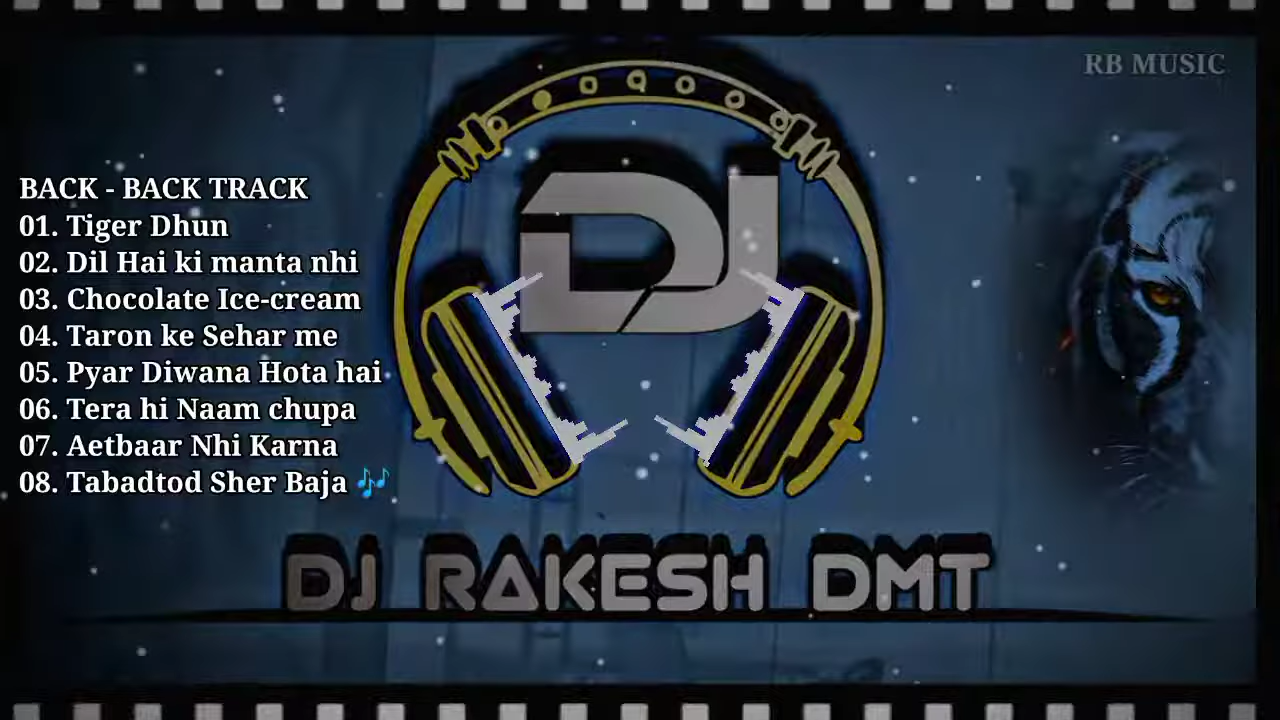 RB MUSIC
DJ
BACK - BACK TRACK
01. Tiger Dhun
02. Dil Hai ki manta nhi
03. Chocolate Ice-cream
04. Taron ke Sehar me
05. Pyar Diwana Hota hai
06. Tera hi Naam chupa
07. Aetbaar Nhi Karna
08. Tabadtod Sher Baja 🎶
DJ RAKESH DMT